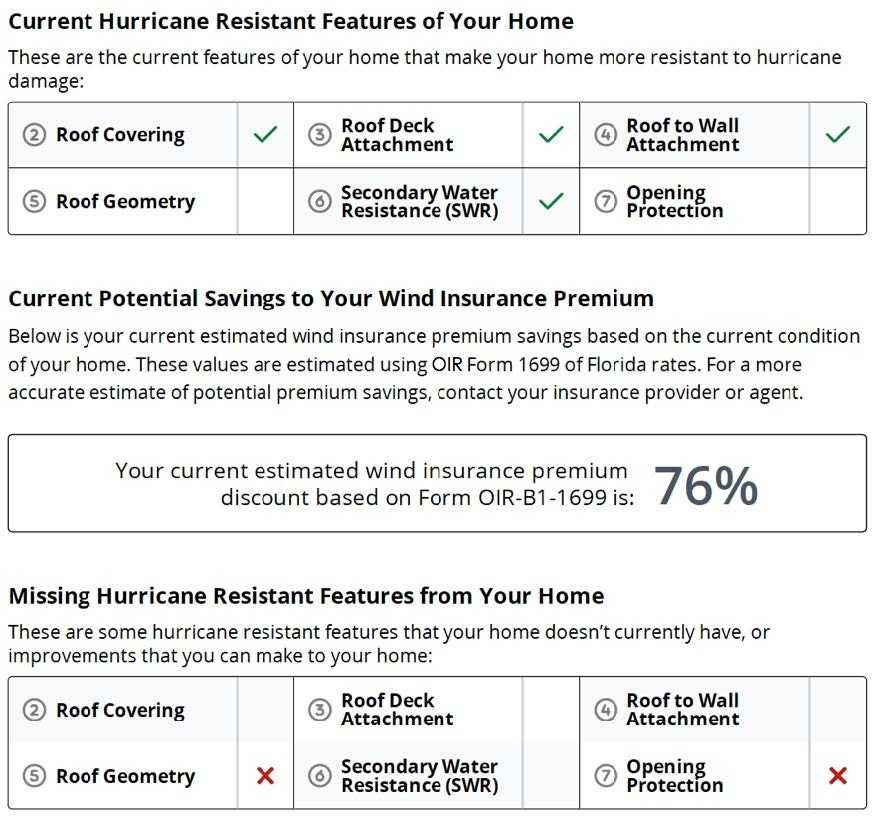 Current Hurricane Resistant Features of Your Home
These are the current features of your home that make your home more resistant to hurricane
damage:
2 Roof Covering
3 Roof Deck
Attachment
4 Roof to Wall
Attachment
5 Roof Geometry
6 Secondary Water
Resistance (SWR)
7 Opening
Protection
Current Potential Savings to Your Wind Insurance Premium
Below is your current estimated wind insurance premium savings based on the current condition
of your home. These values are estimated using OIR Form 1699 of Florida rates. For a more
accurate estimate of potential premium savings, contact your insurance provider or agent.
Your current estimated wind insurance premium
discount based on Form OIR-B1-1699 is:
76%
Missing Hurricane Resistant Features from Your Home
These are some hurricane resistant features that your home doesn't currently have, or
improvements that you can make to your home:
2 Roof Covering
3 Roof Deck
Attachment
4 Roof to Wall
Attachment
5 Roof Geometry
6 Secondary Water
Resistance (SWR)
7 Opening
Protection